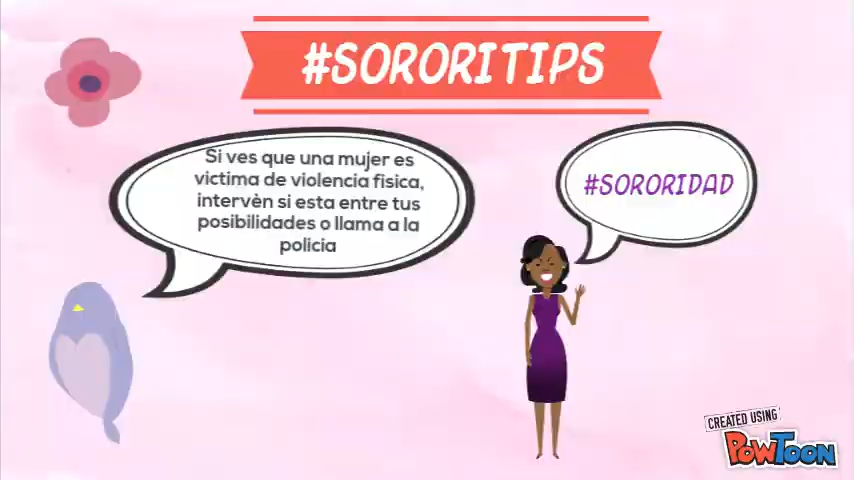 #SORORITIPS
Si ves que una mujer es
victima de violencia fisica,
intervèn si esta entre tus
posibilidades o llama a la
policia
#SORORIDAD
CREATED USING
POWTOON